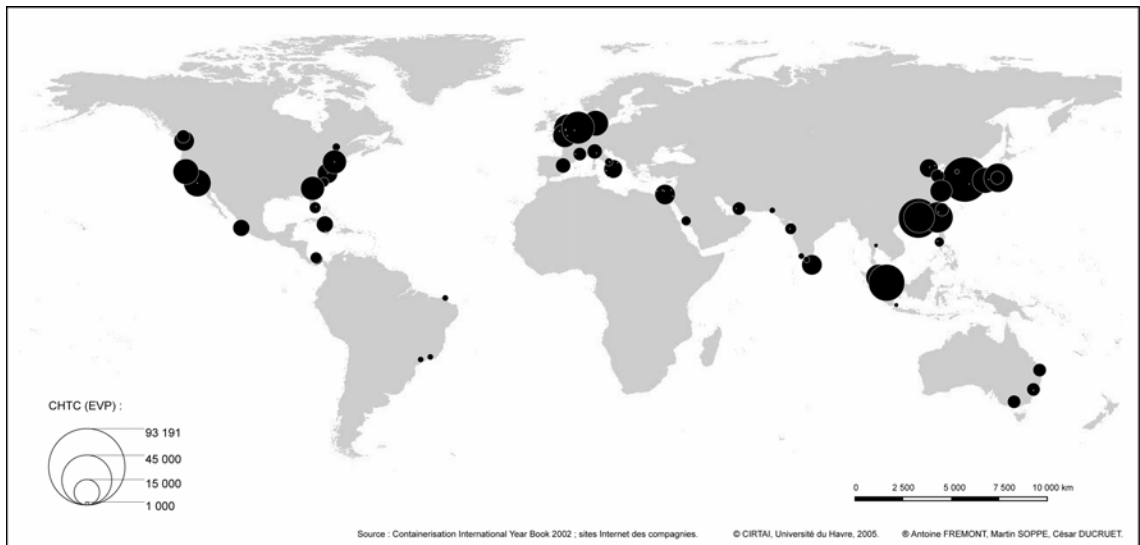 CHTC (EVP) :
93 191
45 000
15 000
1 000
0 2 500 5 000 7 500 10 000 km
Source : Containerisation International Year Book 2002 ; sites Internet des compagnies. © CIRTAI, Université du Havre, 2005. ® Antoine FREMONT, Martin SOPPE, César DUCRUET.